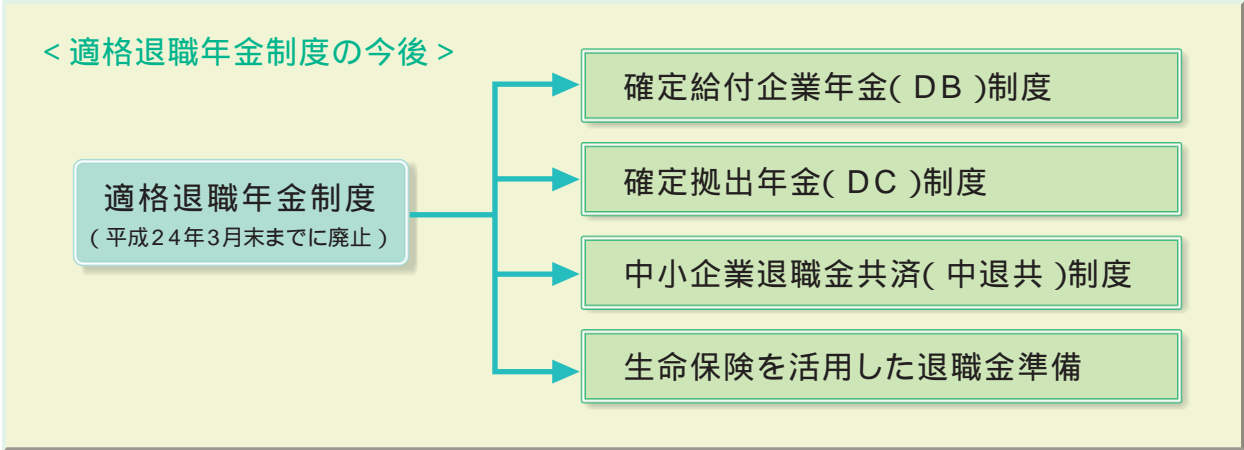 <適格退職年金制度の今後>
適格退職年金制度
(平成24年3月末までに廃止)
確定給付企業年金(DB)制度
確定拠出年金(DC)制度
中小企業退職金共済(中退共)制度
生命保険を活用した退職金準備